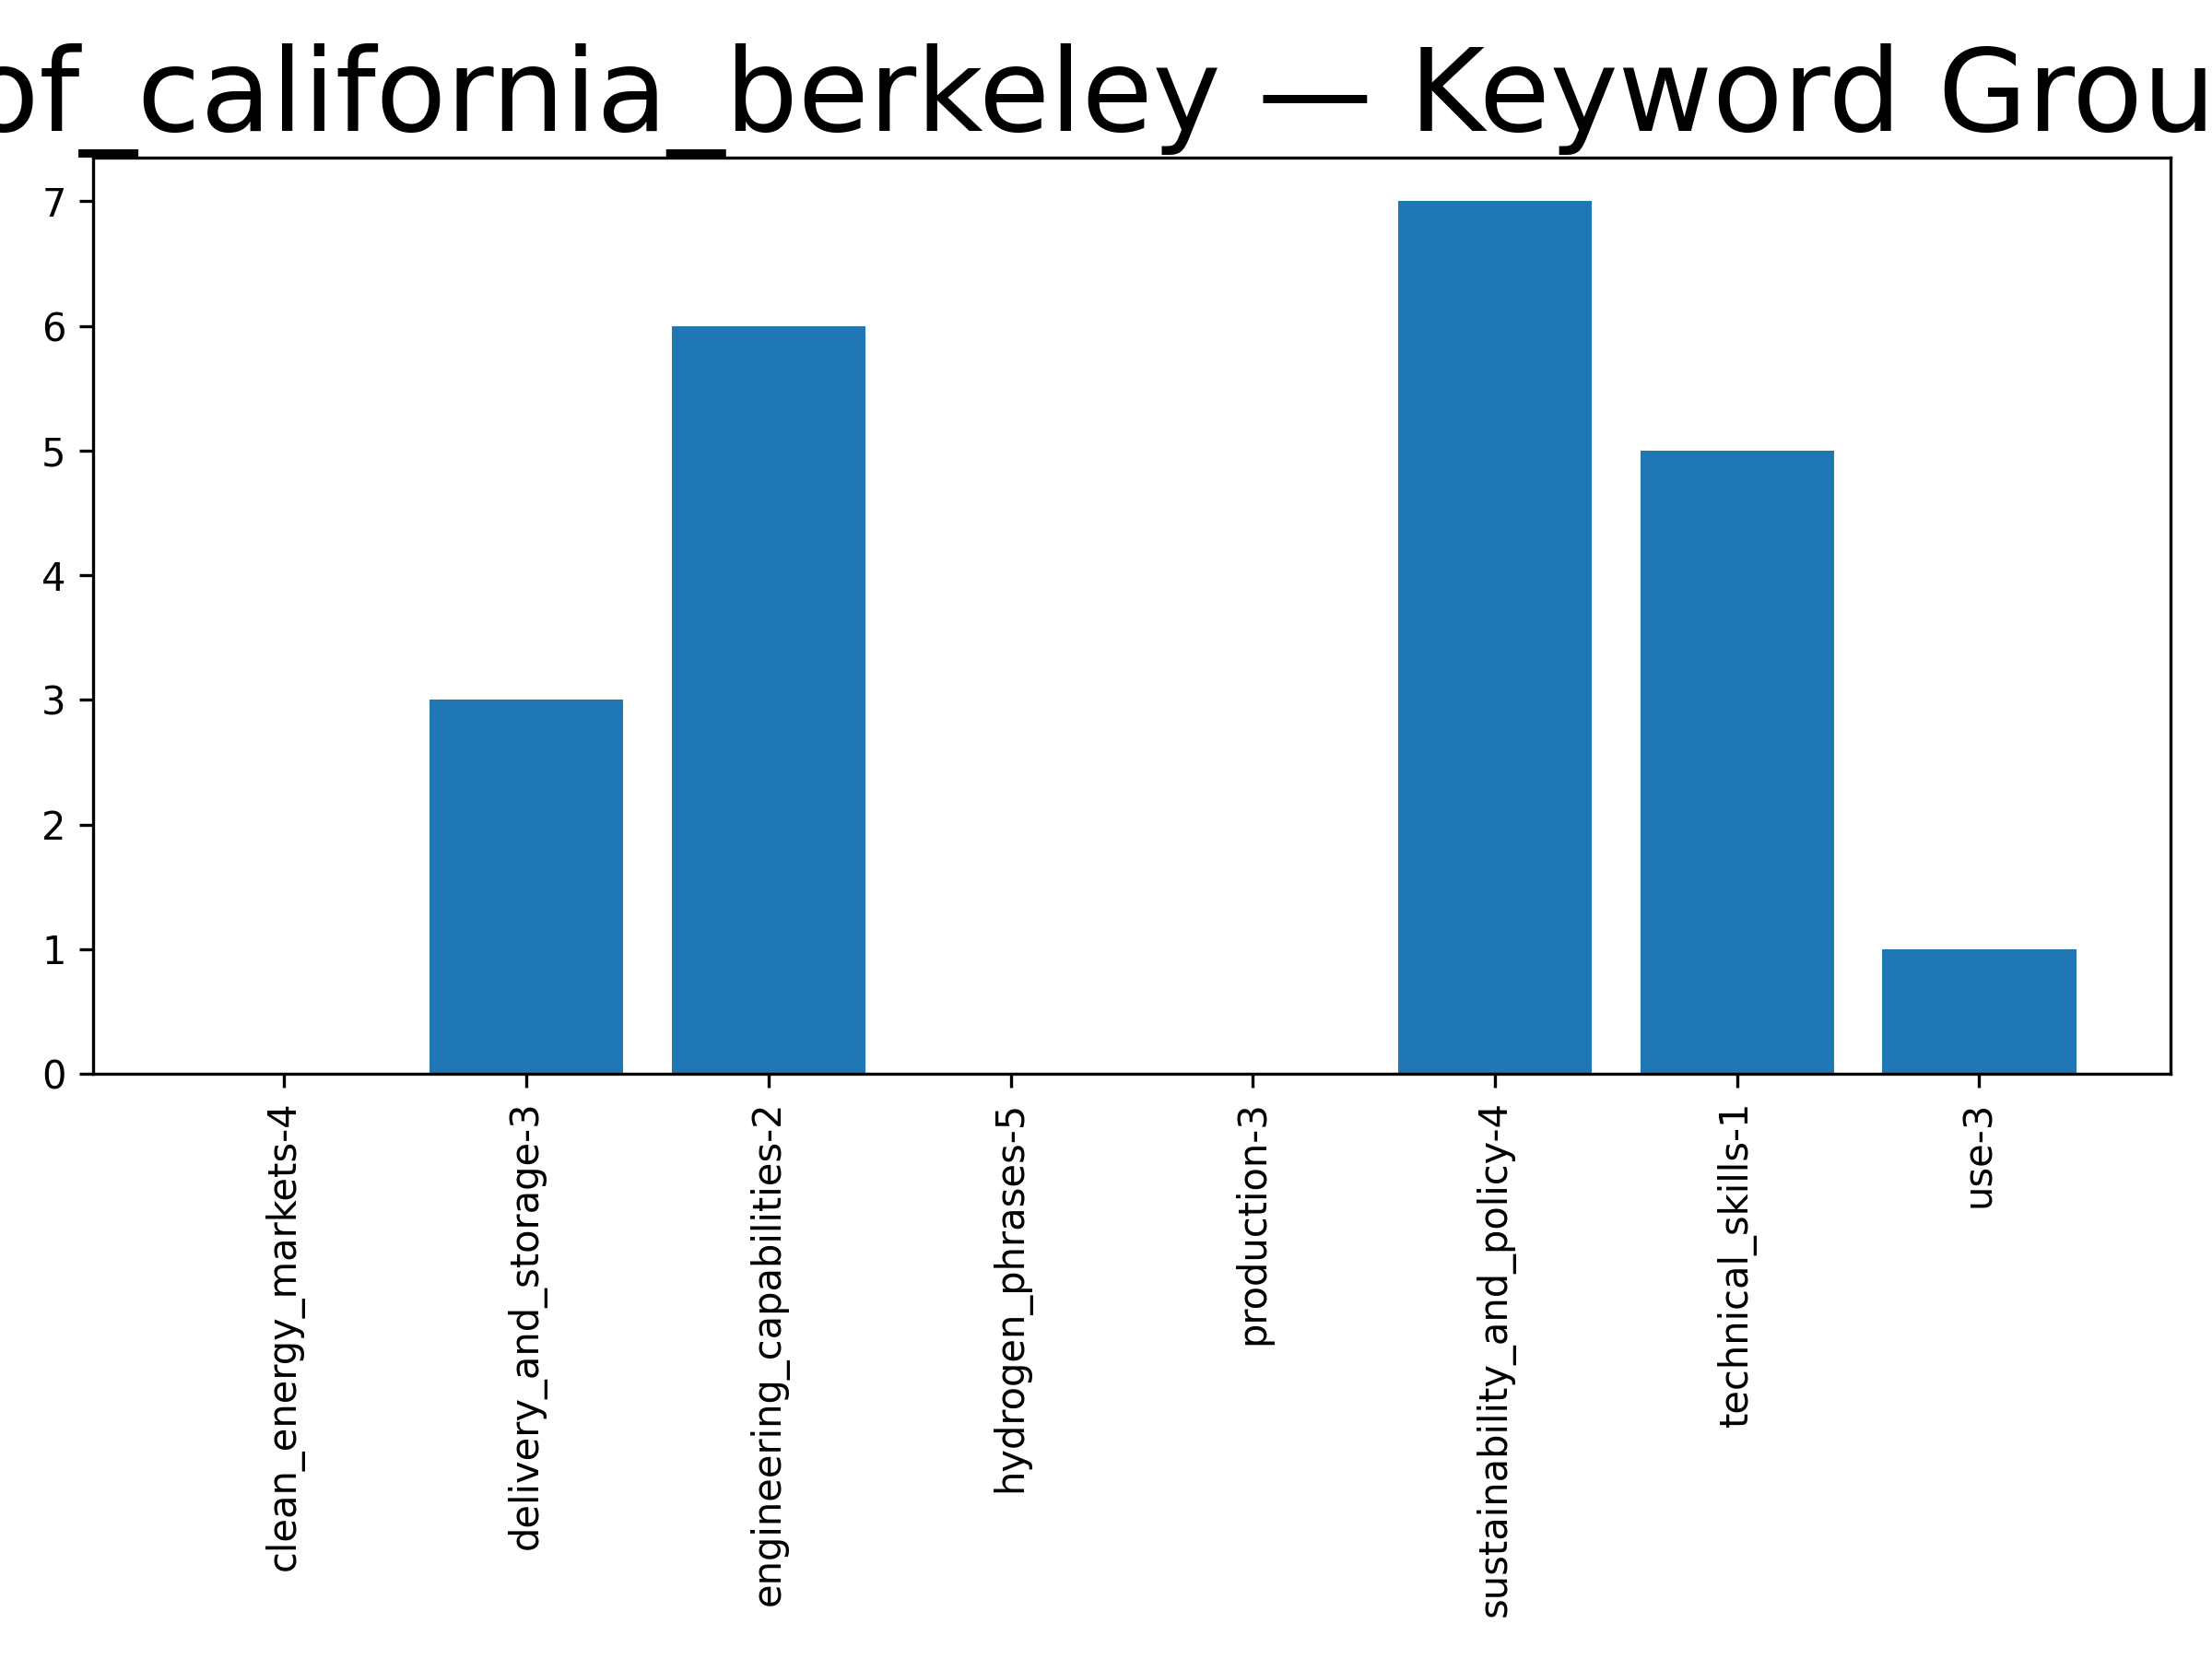 of_california_berkeley — Keyword Grou
7
6
5
4
3
2
1
0
clean_energy_markets-4
delivery_and_storage-3
engineering_capabilities-2
hydrogen_phrases-5
production-3
sustainability_and_policy-4
technical_skills-1
use-3